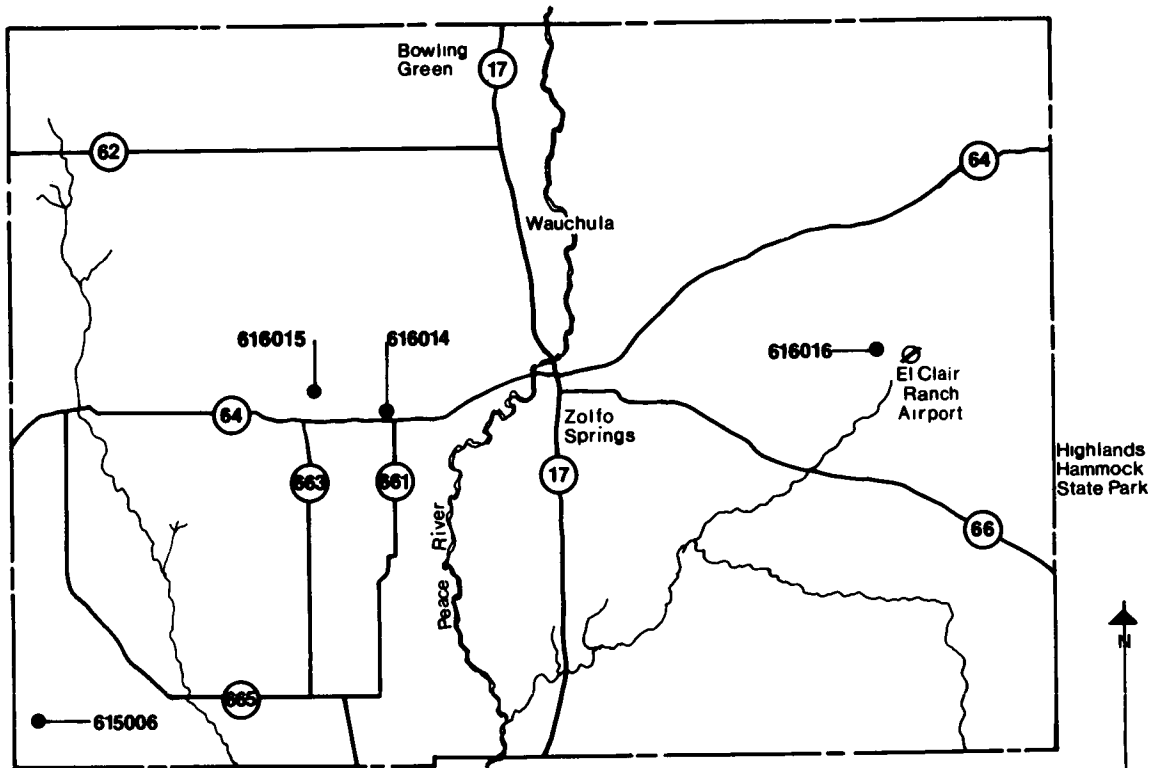 Bowling
Green
17
62
64
Wauchula
616015
616014
616016
El Clair
Ranch
Airport
64
Zolfo
Springs
Highlands
Hammock
State Park
663
661
17
66
Peace River
N
665
615006